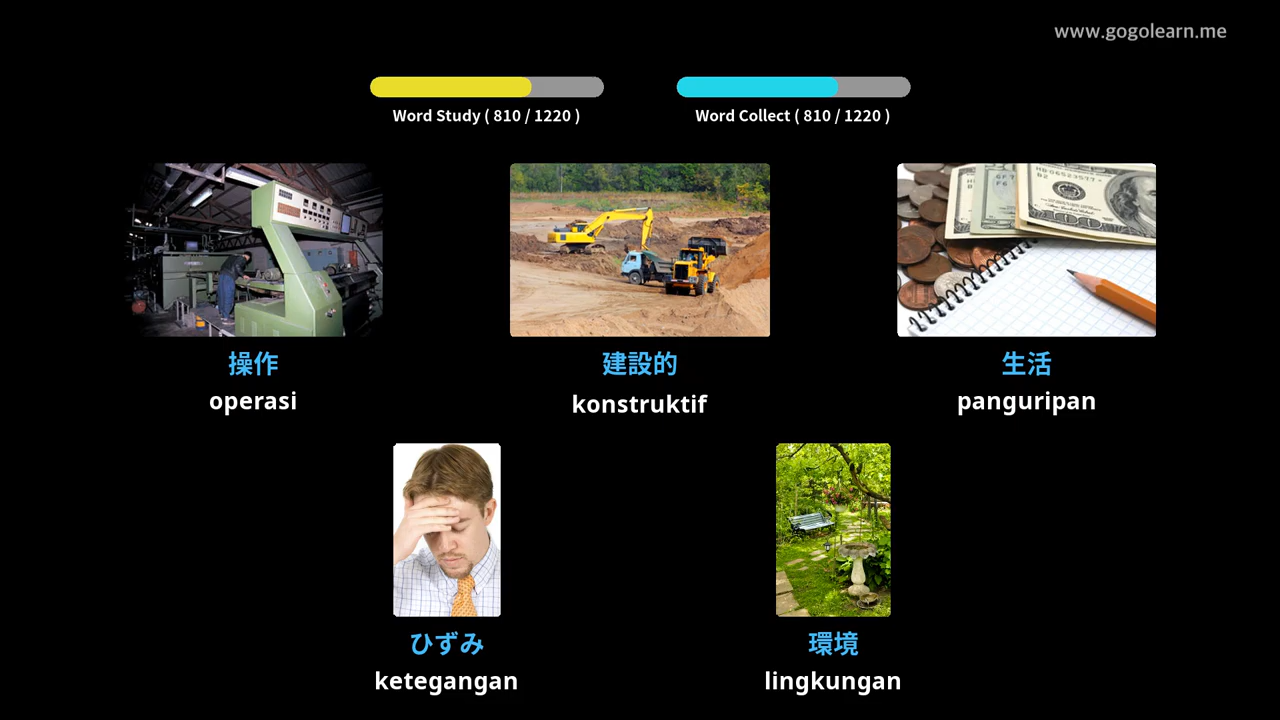 www.gogolearn.me
Word Study ( 810 / 1220 )
Word Collect ( 810 / 1220 )
操作
operasi
建設的
konstruktif
生活
panguripan
ひずみ
ketegangan
環境
lingkungan